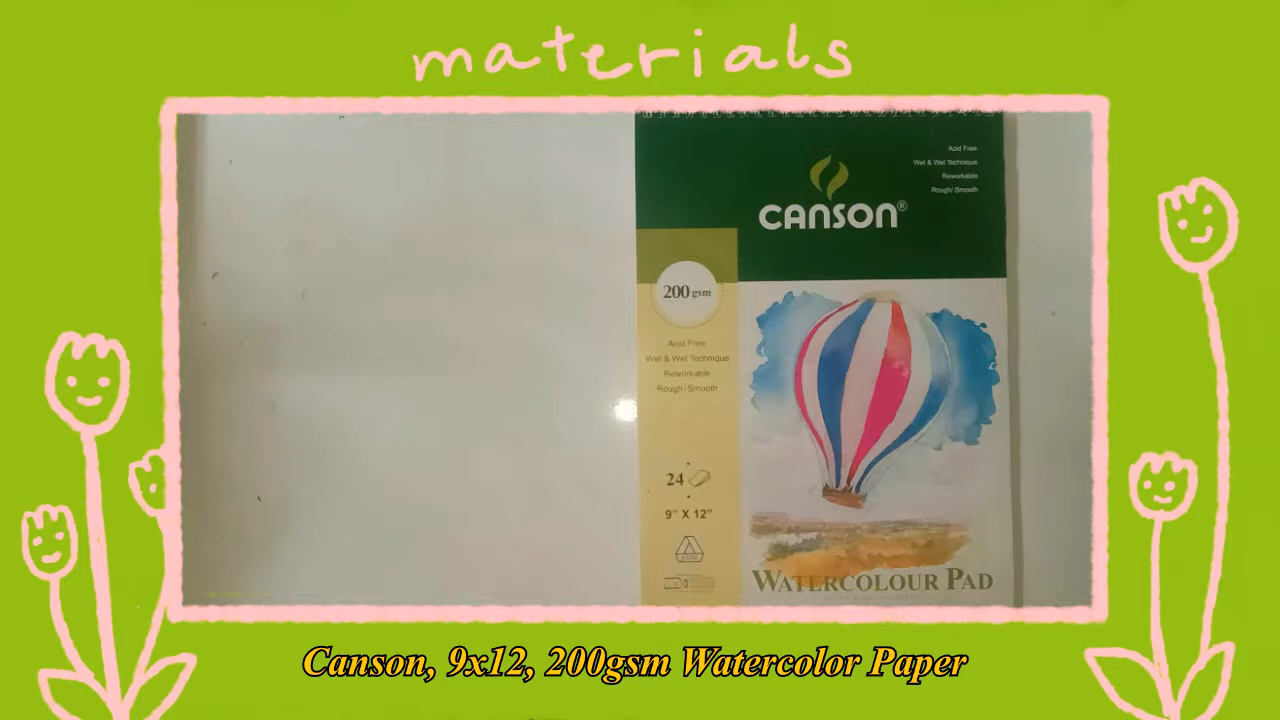 materials
Acid Free
Wet & Wet Technique
Reworkable
Rough/ Smooth
CANSON®
200 gsm
Acid Free
Wet & Wet Technique
Reworkable
Rough/ Smooth
24
9" X 12"
WATERCOLOUR PAD
Canson, 9x12, 200gsm Watercolor Paper